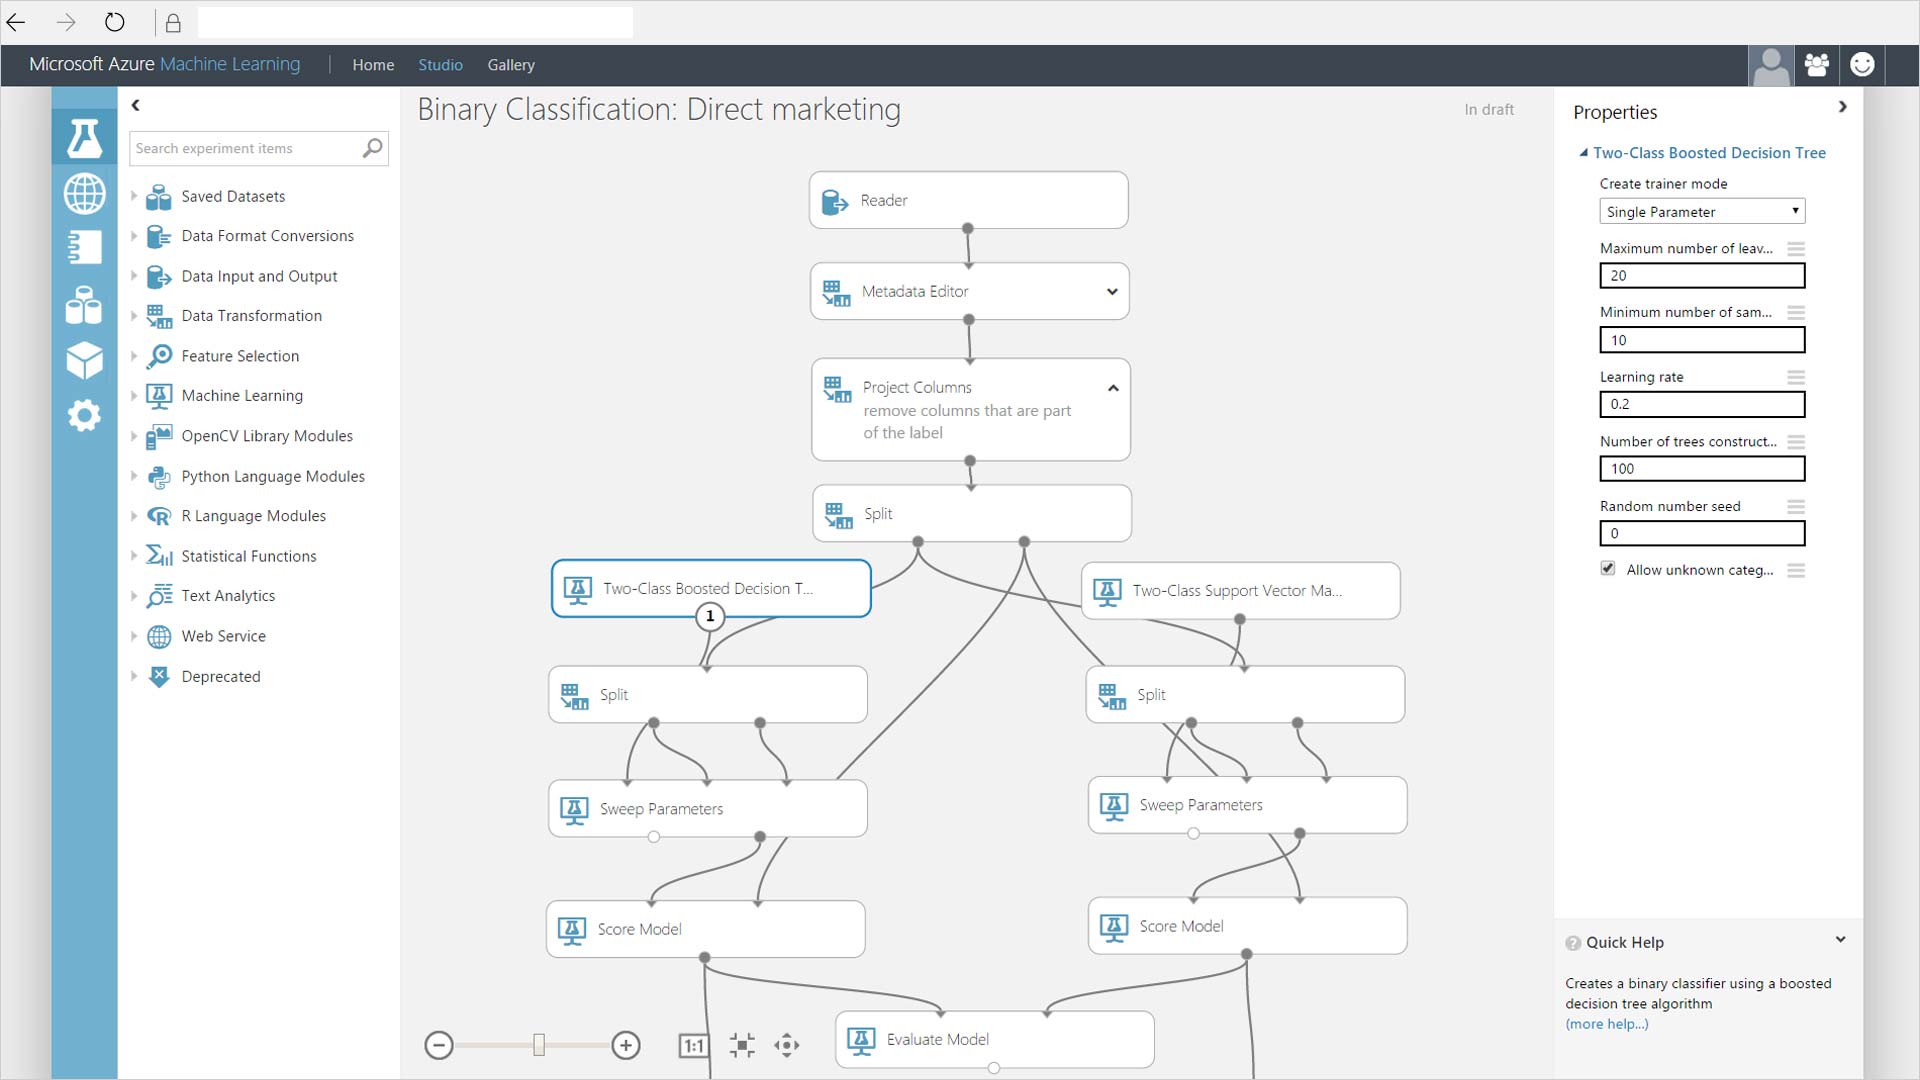 Microsoft Azure Machine Learning
Home
Studio
Gallery
Search experiment items
Saved Datasets
Data Format Conversions
Data Input and Output
Data Transformation
Feature Selection
Machine Learning
OpenCV Library Modules
Python Language Modules
R Language Modules
Statistical Functions
Text Analytics
Web Service
Deprecated
Binary Classification: Direct marketing
In draft
Reader
Metadata Editor
Project Columns
remove columns that are part
of the label
Split
Two-Class Boosted Decision T...
1
Two-Class Support Vector Ma...
Split
Split
Sweep Parameters
Sweep Parameters
Score Model
Score Model
Evaluate Model
1:1
Properties
Two-Class Boosted Decision Tree
Create trainer mode
Single Parameter
Maximum number of leav...
20
Minimum number of sam...
10
Learning rate
0.2
Number of trees construct...
100
Random number seed
0
Allow unknown categ...
? Quick Help
Creates a binary classifier using a boosted
decision tree algorithm
(more help...)